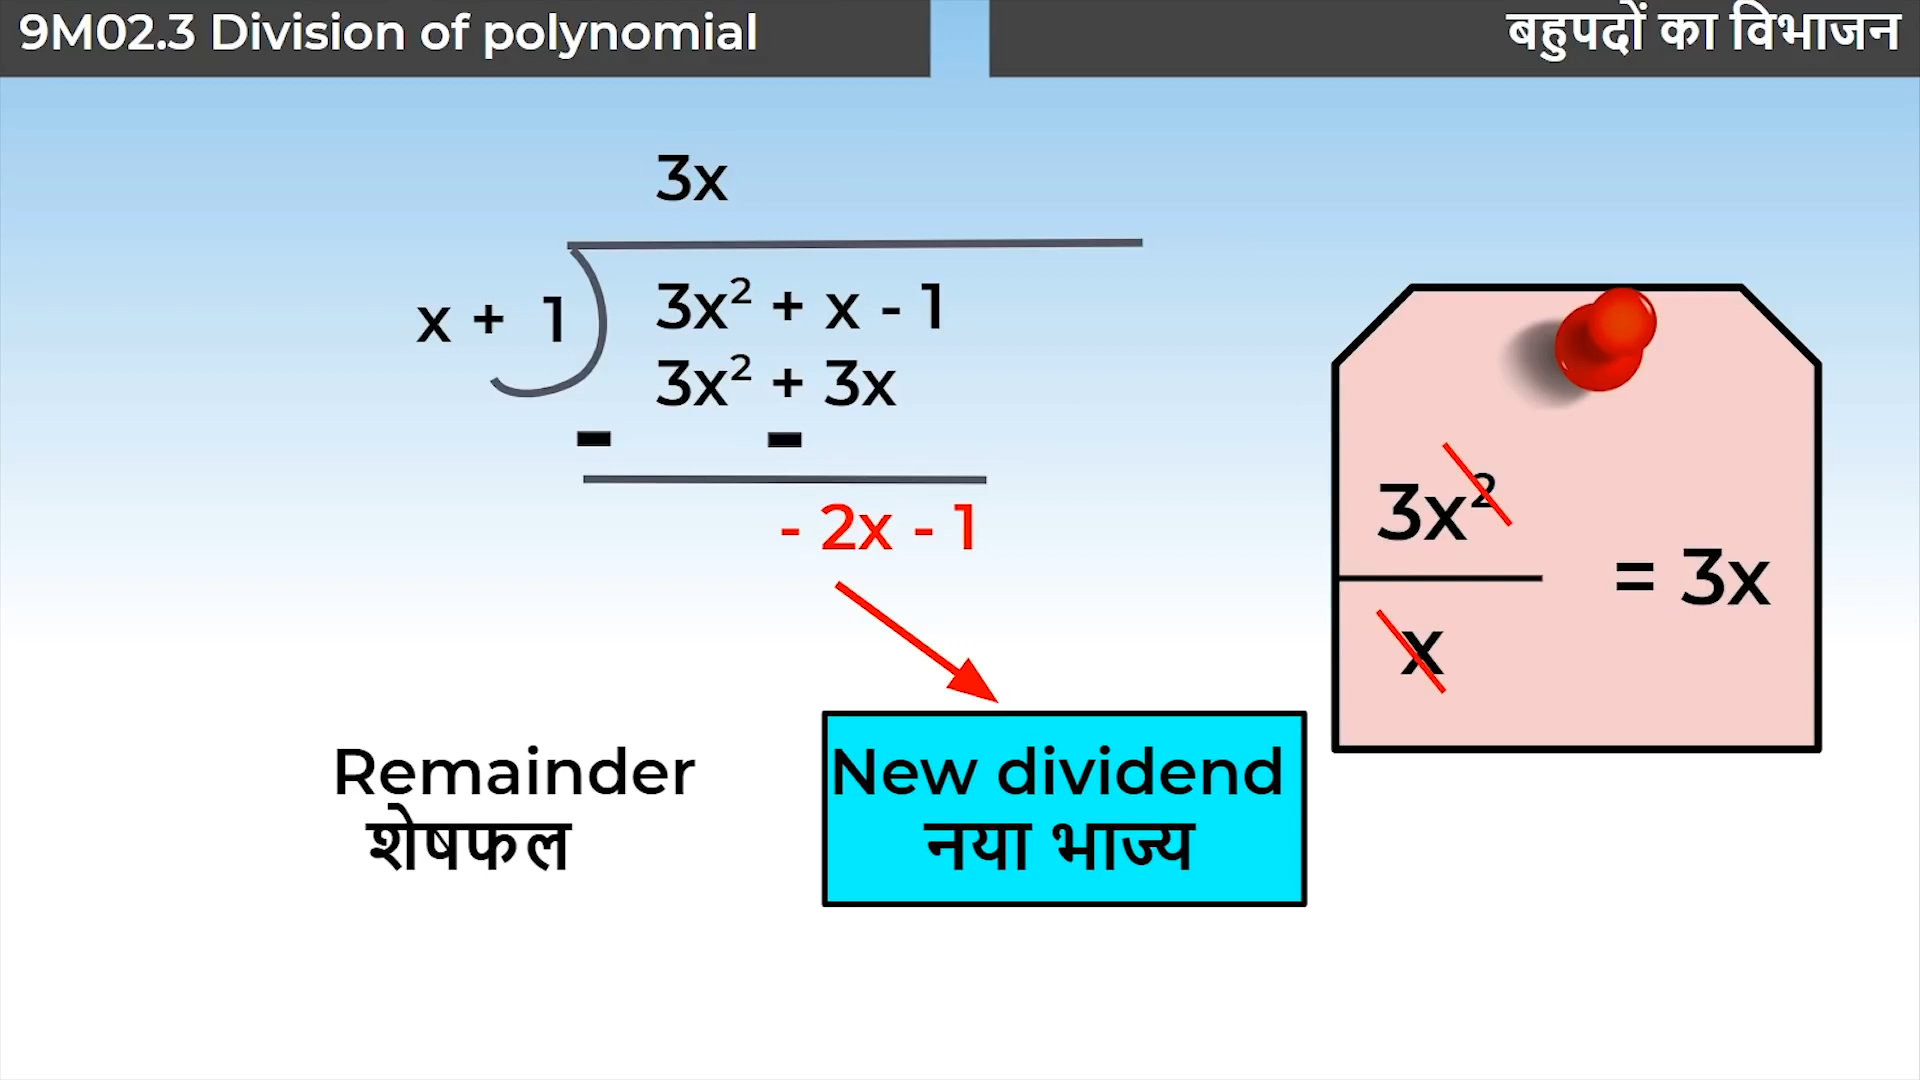 9M02.3 Division of polynomial
बहुपदों का विभाजन
3x
x + 1
3x² + x - 1
3x² + 3x
- -
- 2x - 1
3x²
x
= 3x
Remainder
शेषफल
New dividend
नया भाज्य